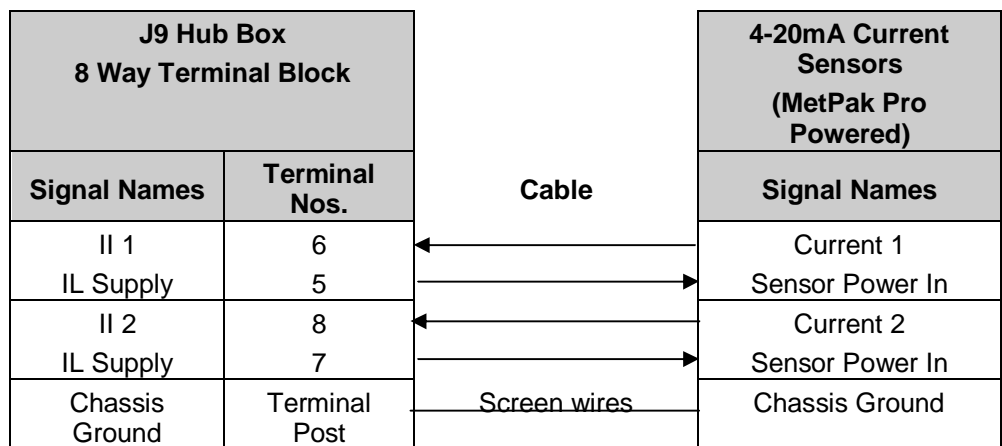 J9 Hub Box
8 Way Terminal Block
4-20mA Current
Sensors
(MetPak Pro
Powered)
Signal Names
Terminal
Nos.
Cable
Signal Names
II 1
6
Current 1
IL Supply
5
Sensor Power In
II 2
8
Current 2
IL Supply
7
Sensor Power In
Chassis
Ground
Terminal
Post
Screen wires
Chassis Ground